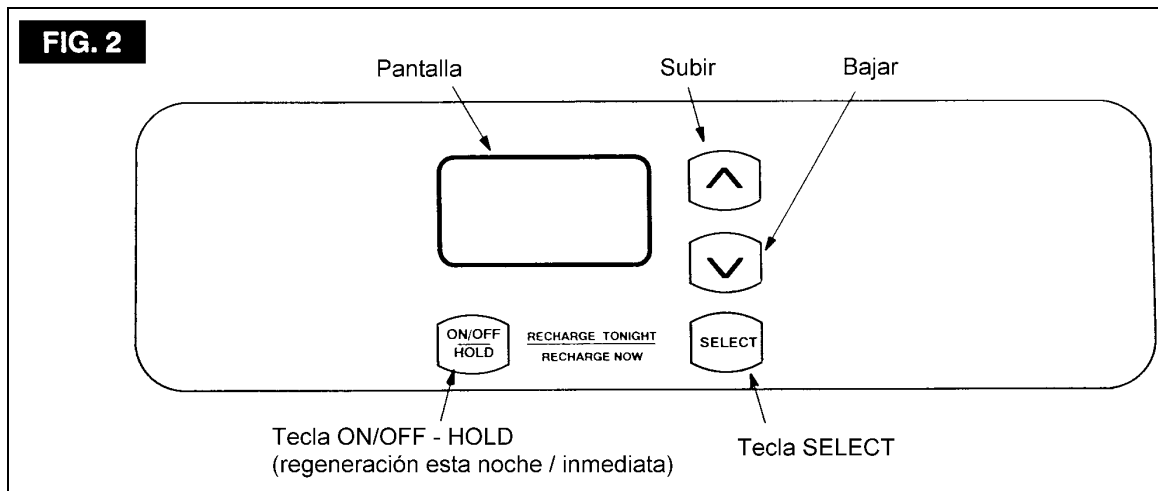 FIG. 2
Pantalla
Subir
Bajar
ON/OFF
HOLD
RECHARGE TONIGHT
RECHARGE NOW
SELECT
Tecla ON/OFF - HOLD
(regeneración esta noche / inmediata)
Tecla SELECT